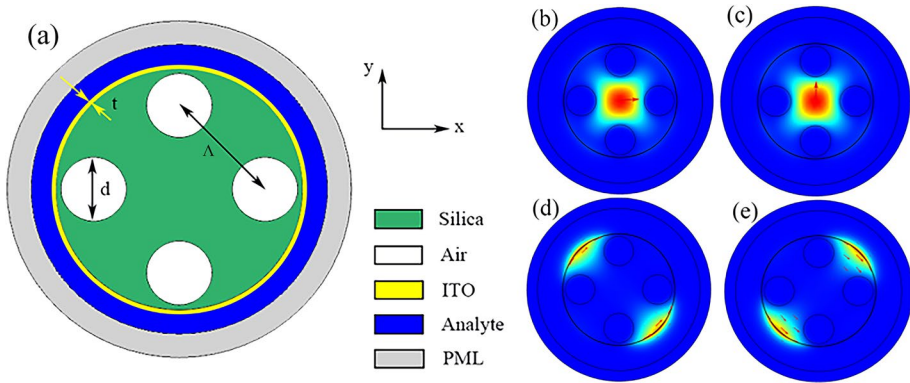 (a)
t
Λ
d
y
x
Silica
Air
ITO
Analyte
PML
(b)
(c)
(d)
(e)